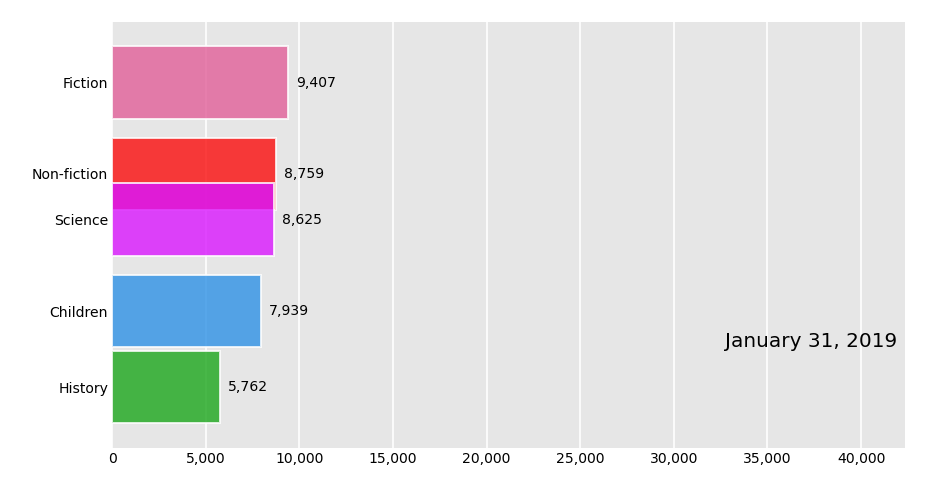 Fiction 9,407
Non-fiction 8,759
Science 8,625
Children 7,939
January 31, 2019
History 5,762
0 5,000 10,000 15,000 20,000 25,000 30,000 35,000 40,000